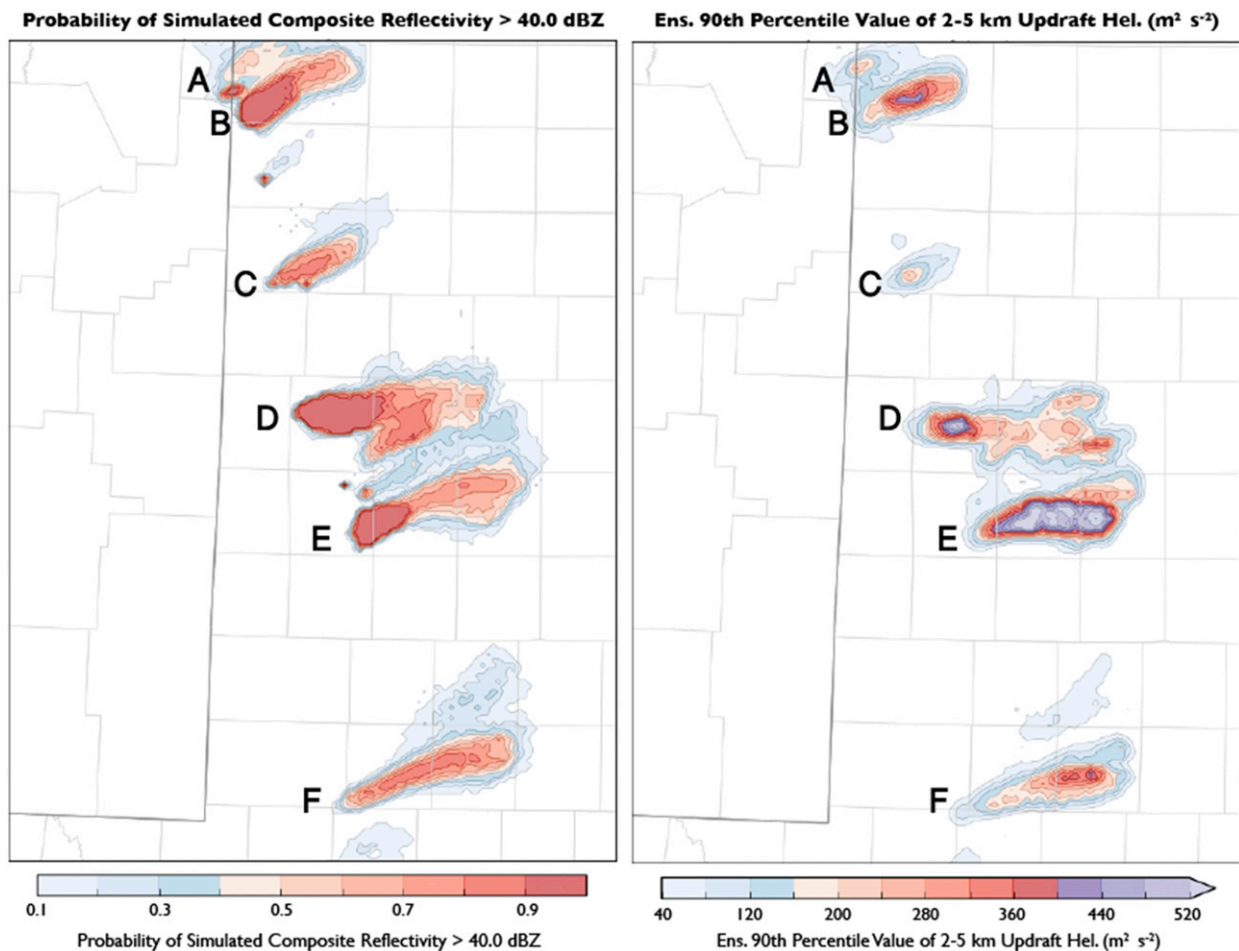 Probability of Simulated Composite Reflectivity > 40.0 dBZ
Ens. 90th Percentile Value of 2-5 km Updraft Hel. (m² s⁻²)
A
B
C
D
E
F
A
B
C
D
E
F
0.1 0.3 0.5 0.7 0.9
Probability of Simulated Composite Reflectivity > 40.0 dBZ
40 120 200 280 360 440 520
Ens. 90th Percentile Value of 2-5 km Updraft Hel. (m² s⁻²)